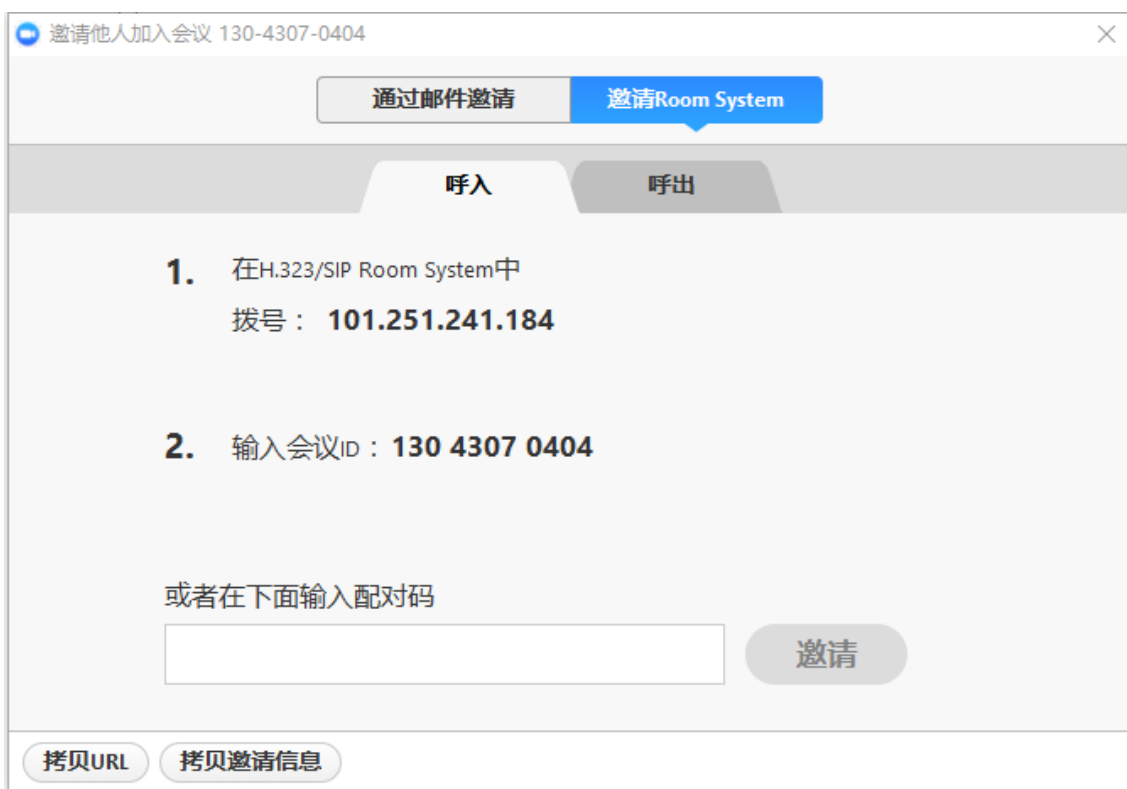 邀请他人加入会议 130-4307-0404
通过邮件邀请 邀请Room System
呼入 呼出
1. 在H.323/SIP Room System中
拨号： 101.251.241.184
2. 输入会议ID：130 4307 0404
或者在下面输入配对码
邀请
拷贝URL 拷贝邀请信息